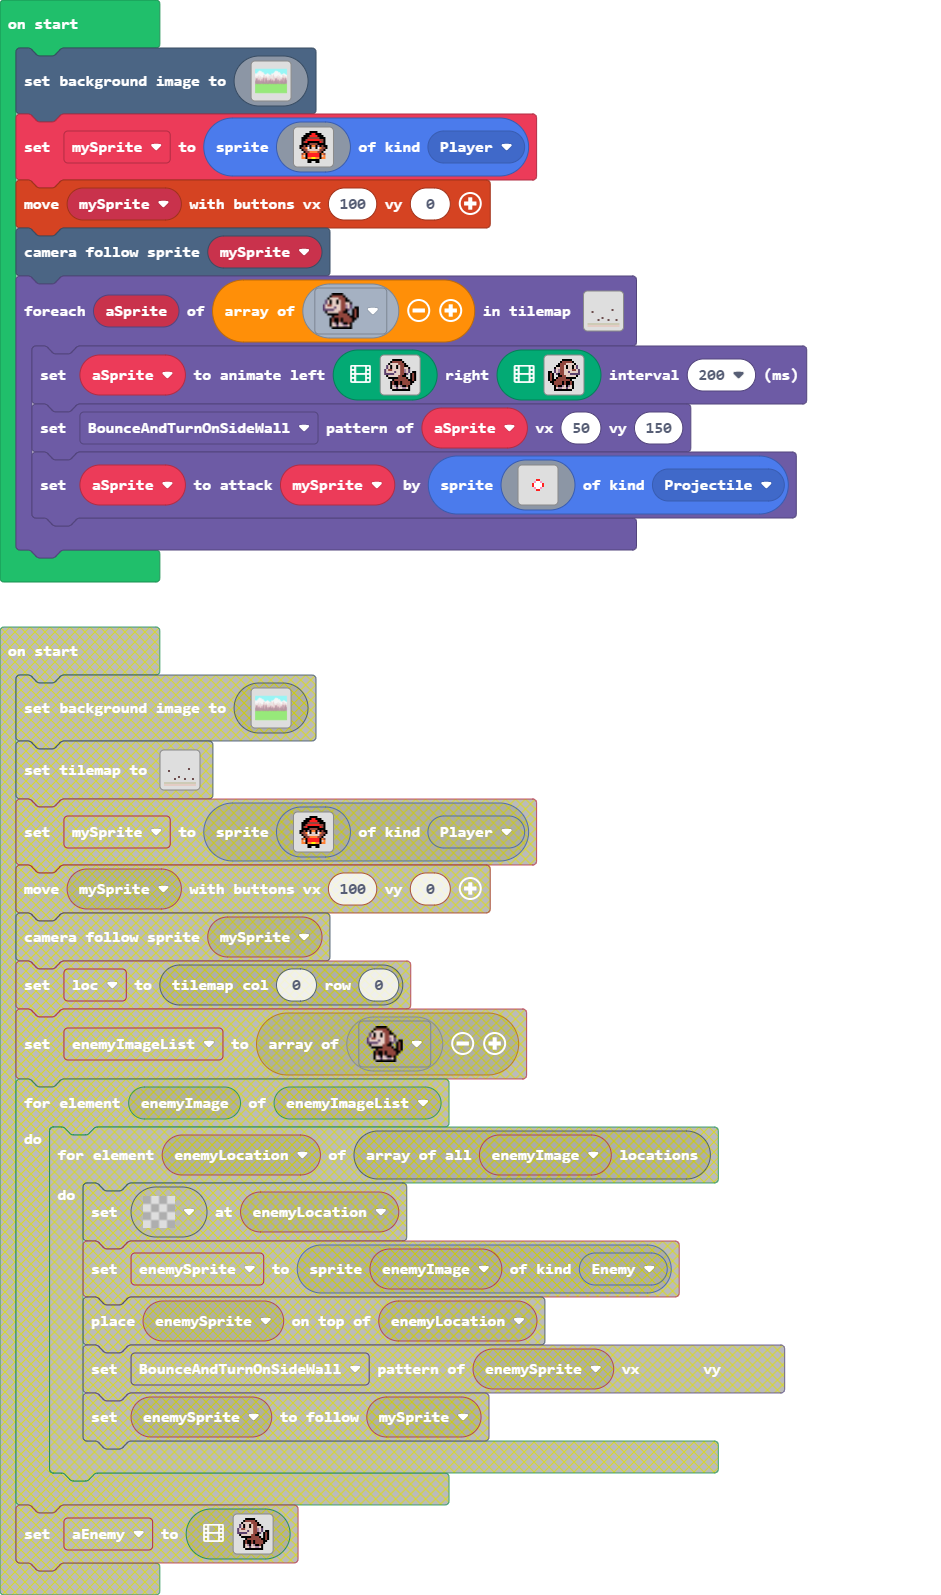 on start
set background image to
set mySprite to sprite of kind Player
move mySprite with buttons vx 100 vy 0
camera follow sprite mySprite
foreach aSprite of array of in tilemap
set aSprite to animate left right interval 200 (ms)
set BounceAndTurnOnSideWall pattern of aSprite vx 50 vy 150
set aSprite to attack mySprite by sprite of kind Projectile
on start
set background image to
set tilemap to
set mySprite to sprite of kind Player
move mySprite with buttons vx 100 vy 0
camera follow sprite mySprite
set loc to tilemap col 0 row 0
set enemyImageList to array of
for element enemyImage of enemyImageList
do
for element enemyLocation of array of all enemyImage locations
do
set at enemyLocation
set enemySprite to sprite enemyImage of kind Enemy
place enemySprite on top of enemyLocation
set BounceAndTurnOnSideWall pattern of enemySprite vx vy
set enemySprite to follow mySprite
set aEnemy to